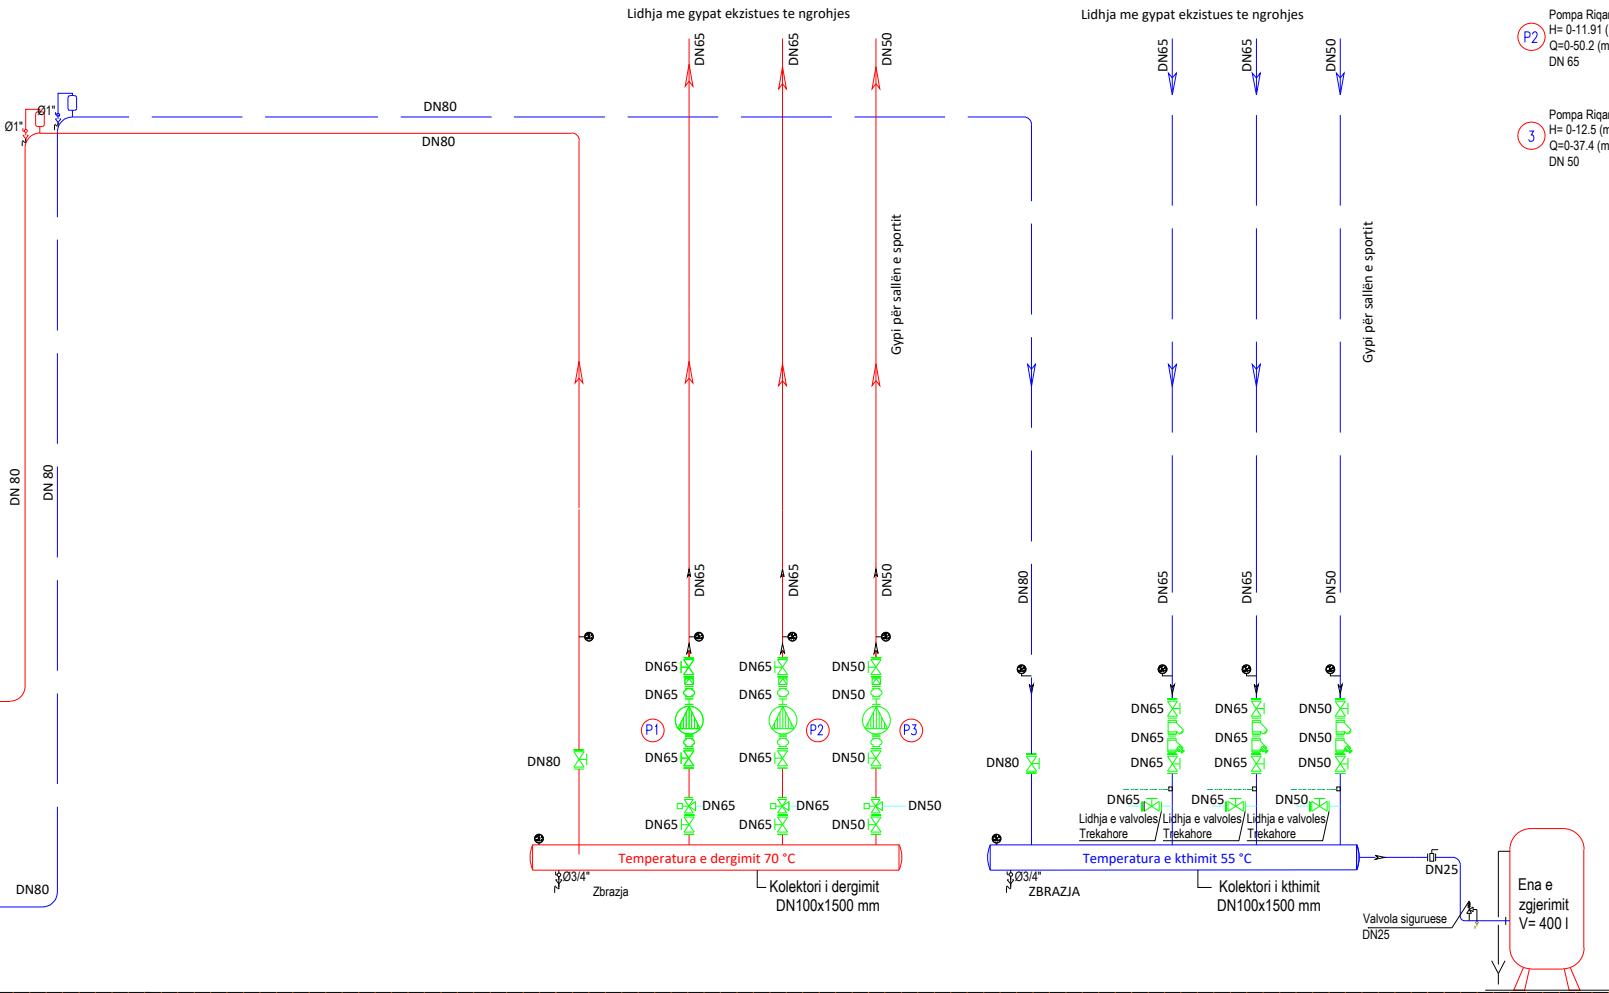 Lidhja me gypat ekzistues te ngrohjes
Lidhja me gypat ekzistues te ngrohjes
P2
Pompa
H= 0-11.91 (
Q=0-50.2 (m
DN 65
3
Pompa
H= 0-12.5 (m
Q=0-37.4 (m
DN 50
DN65
DN65
DN50
DN65
DN65
DN50
Ø1"
Ø1"
DN80
DN80
Gypi për sallën e sportit
Gypi për sallën e sportit
DN 80
DN 80
DN65
DN65
DN50
DN80
DN65
DN65
DN50
DN65
DN65
DN50
DN65
DN65
DN50
P1
P2
P3
DN65
DN65
DN50
DN65
DN65
DN50
DN65
DN65
DN50
DN80
DN65
DN65
DN50
DN80
DN65
DN65
DN50
DN65
DN65
DN50
DN65
DN65
DN50
DN65
DN65
DN50
Lidhja e valvoles
Trekahore
Lidhja e valvoles
Trekahore
Lidhja e valvoles
Trekahore
Temperatura e dergimit 70 °C
Temperatura e kthimit 55 °C
Ø3/4"
Zbrazja
Kolektori i dergimit
DN100x1500 mm
Ø3/4"
ZBRAZJA
Kolektori i kthimit
DN100x1500 mm
DN25
DN80
Valvola siguruese
DN25
Ena e
zgjerimit
V= 400 l